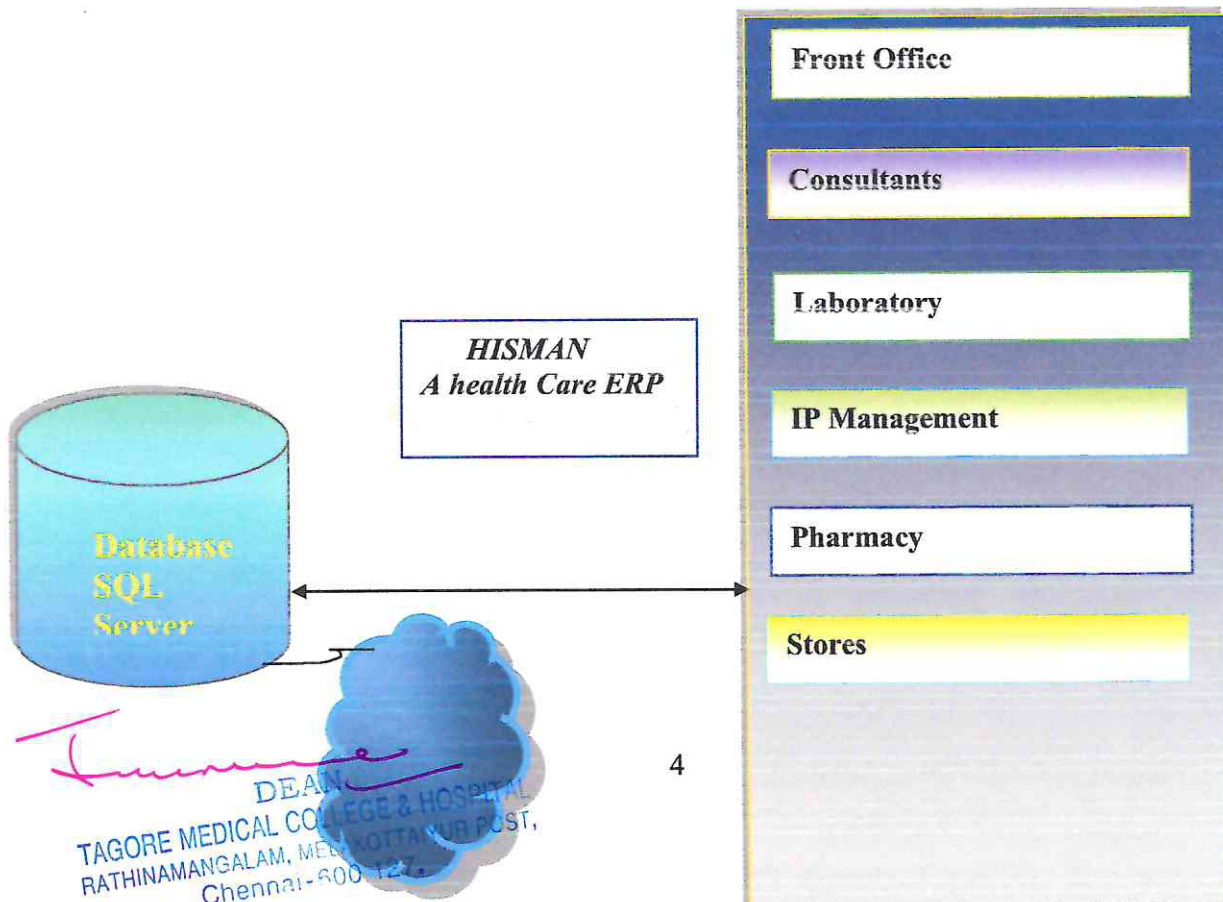 Front Office
Consultants
Laboratory
HISMAN
A health Care ERP
IP Management
Database
SQL
Server
Pharmacy
Stores
4
DEAN
TAGORE MEDICAL COLLEGE & HOSPITAL
RATHINAMANGALAM, POST,
Chennai-600 127.